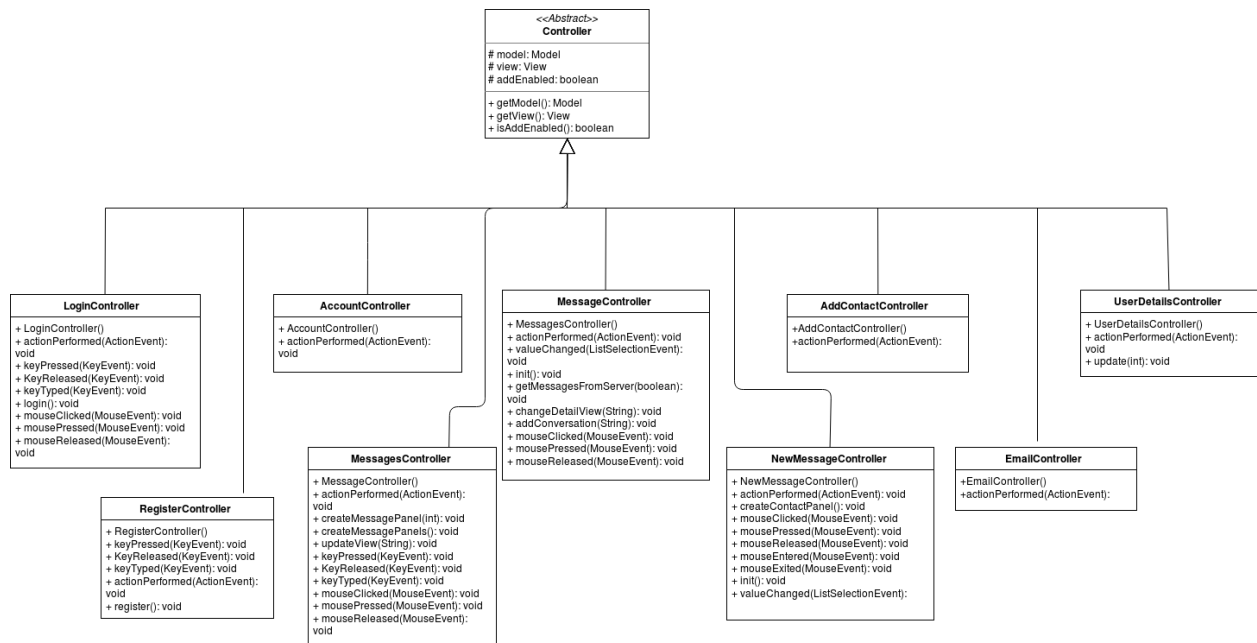 <<Abstract>>
Controller
# model: Model
# view: View
# addEnabled: boolean
+ getModel(): Model
+ getView(): View
+ isAddEnabled(): boolean
LoginController
+ LoginController()
+ actionPerformed(ActionEvent):
void
+ keyPressed(KeyEvent): void
+ KeyReleased(KeyEvent): void
+ keyTyped(KeyEvent): void
+ login(): void
+ mouseClicked(MouseEvent): void
+ mousePressed(MouseEvent): void
+ mouseReleased(MouseEvent):
void
AccountController
+ AccountController()
+ actionPerformed(ActionEvent):
void
MessageController
+ MessagesController()
+ actionPerformed(ActionEvent): void
+ valueChanged(ListSelectionEvent):
void
+ init(): void
+ getMessagesFromServer(boolean):
void
+ changeDetailView(String): void
+ addConversation(String): void
+ mouseClicked(MouseEvent): void
+ mousePressed(MouseEvent): void
+ mouseReleased(MouseEvent): void
AddContactController
+AddContactController()
+actionPerformed(ActionEvent):
UserDetailsController
+ UserDetailsController()
+ actionPerformed(ActionEvent):
void
+ update(int): void
RegisterController
+ RegisterController()
+ keyPressed(KeyEvent): void
+ KeyReleased(KeyEvent): void
+ keyTyped(KeyEvent): void
+ actionPerformed(ActionEvent):
void
+ register(): void
MessagesController
+ MessageController()
+ actionPerformed(ActionEvent):
void
+ createMessagePanel(int): void
+ createMessagePanels(): void
+ updateView(String): void
+ keyPressed(KeyEvent): void
+ KeyReleased(KeyEvent): void
+ keyTyped(KeyEvent): void
+ mouseClicked(MouseEvent): void
+ mousePressed(MouseEvent): void
+ mouseReleased(MouseEvent):
void
NewMessageController
+ NewMessageController()
+ actionPerformed(ActionEvent): void
+ createContactPanel(): void
+ mouseClicked(MouseEvent): void
+ mousePressed(MouseEvent): void
+ mouseReleased(MouseEvent): void
+ mouseEntered(MouseEvent): void
+ mouseExited(MouseEvent): void
+ init(): void
+ valueChanged(ListSelectionEvent):
EmailController
+EmailController()
+actionPerformed(ActionEvent):